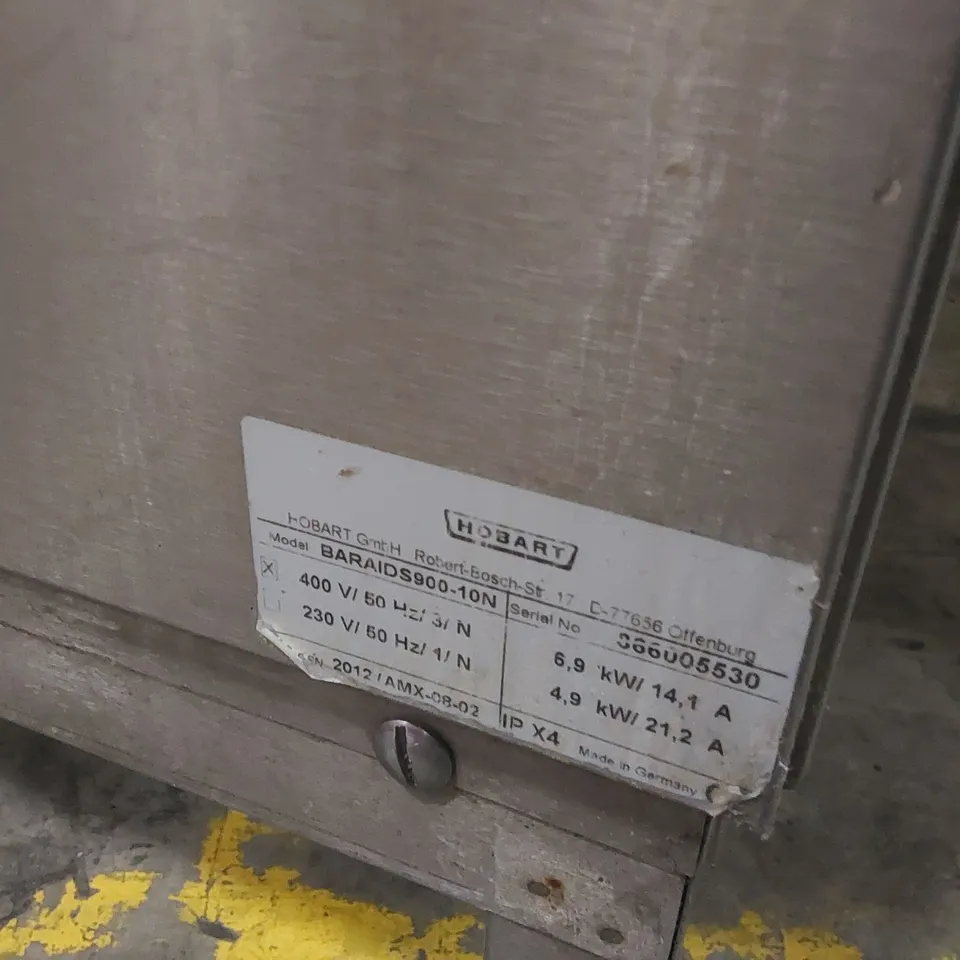 HOBART
HOBART GmbH Robert-Bosch-Str. 17 D-77656 Offenburg
Model BARAIDS900-10N Serial No 366005530
X 400 V/ 50 Hz/ 3/ N 6,9 kW/ 14,1 A
230 V/ 50 Hz/ 1/ N 4,9 kW/ 21,2 A
2012 / AMX-08-02 IP X4 Made in Germany